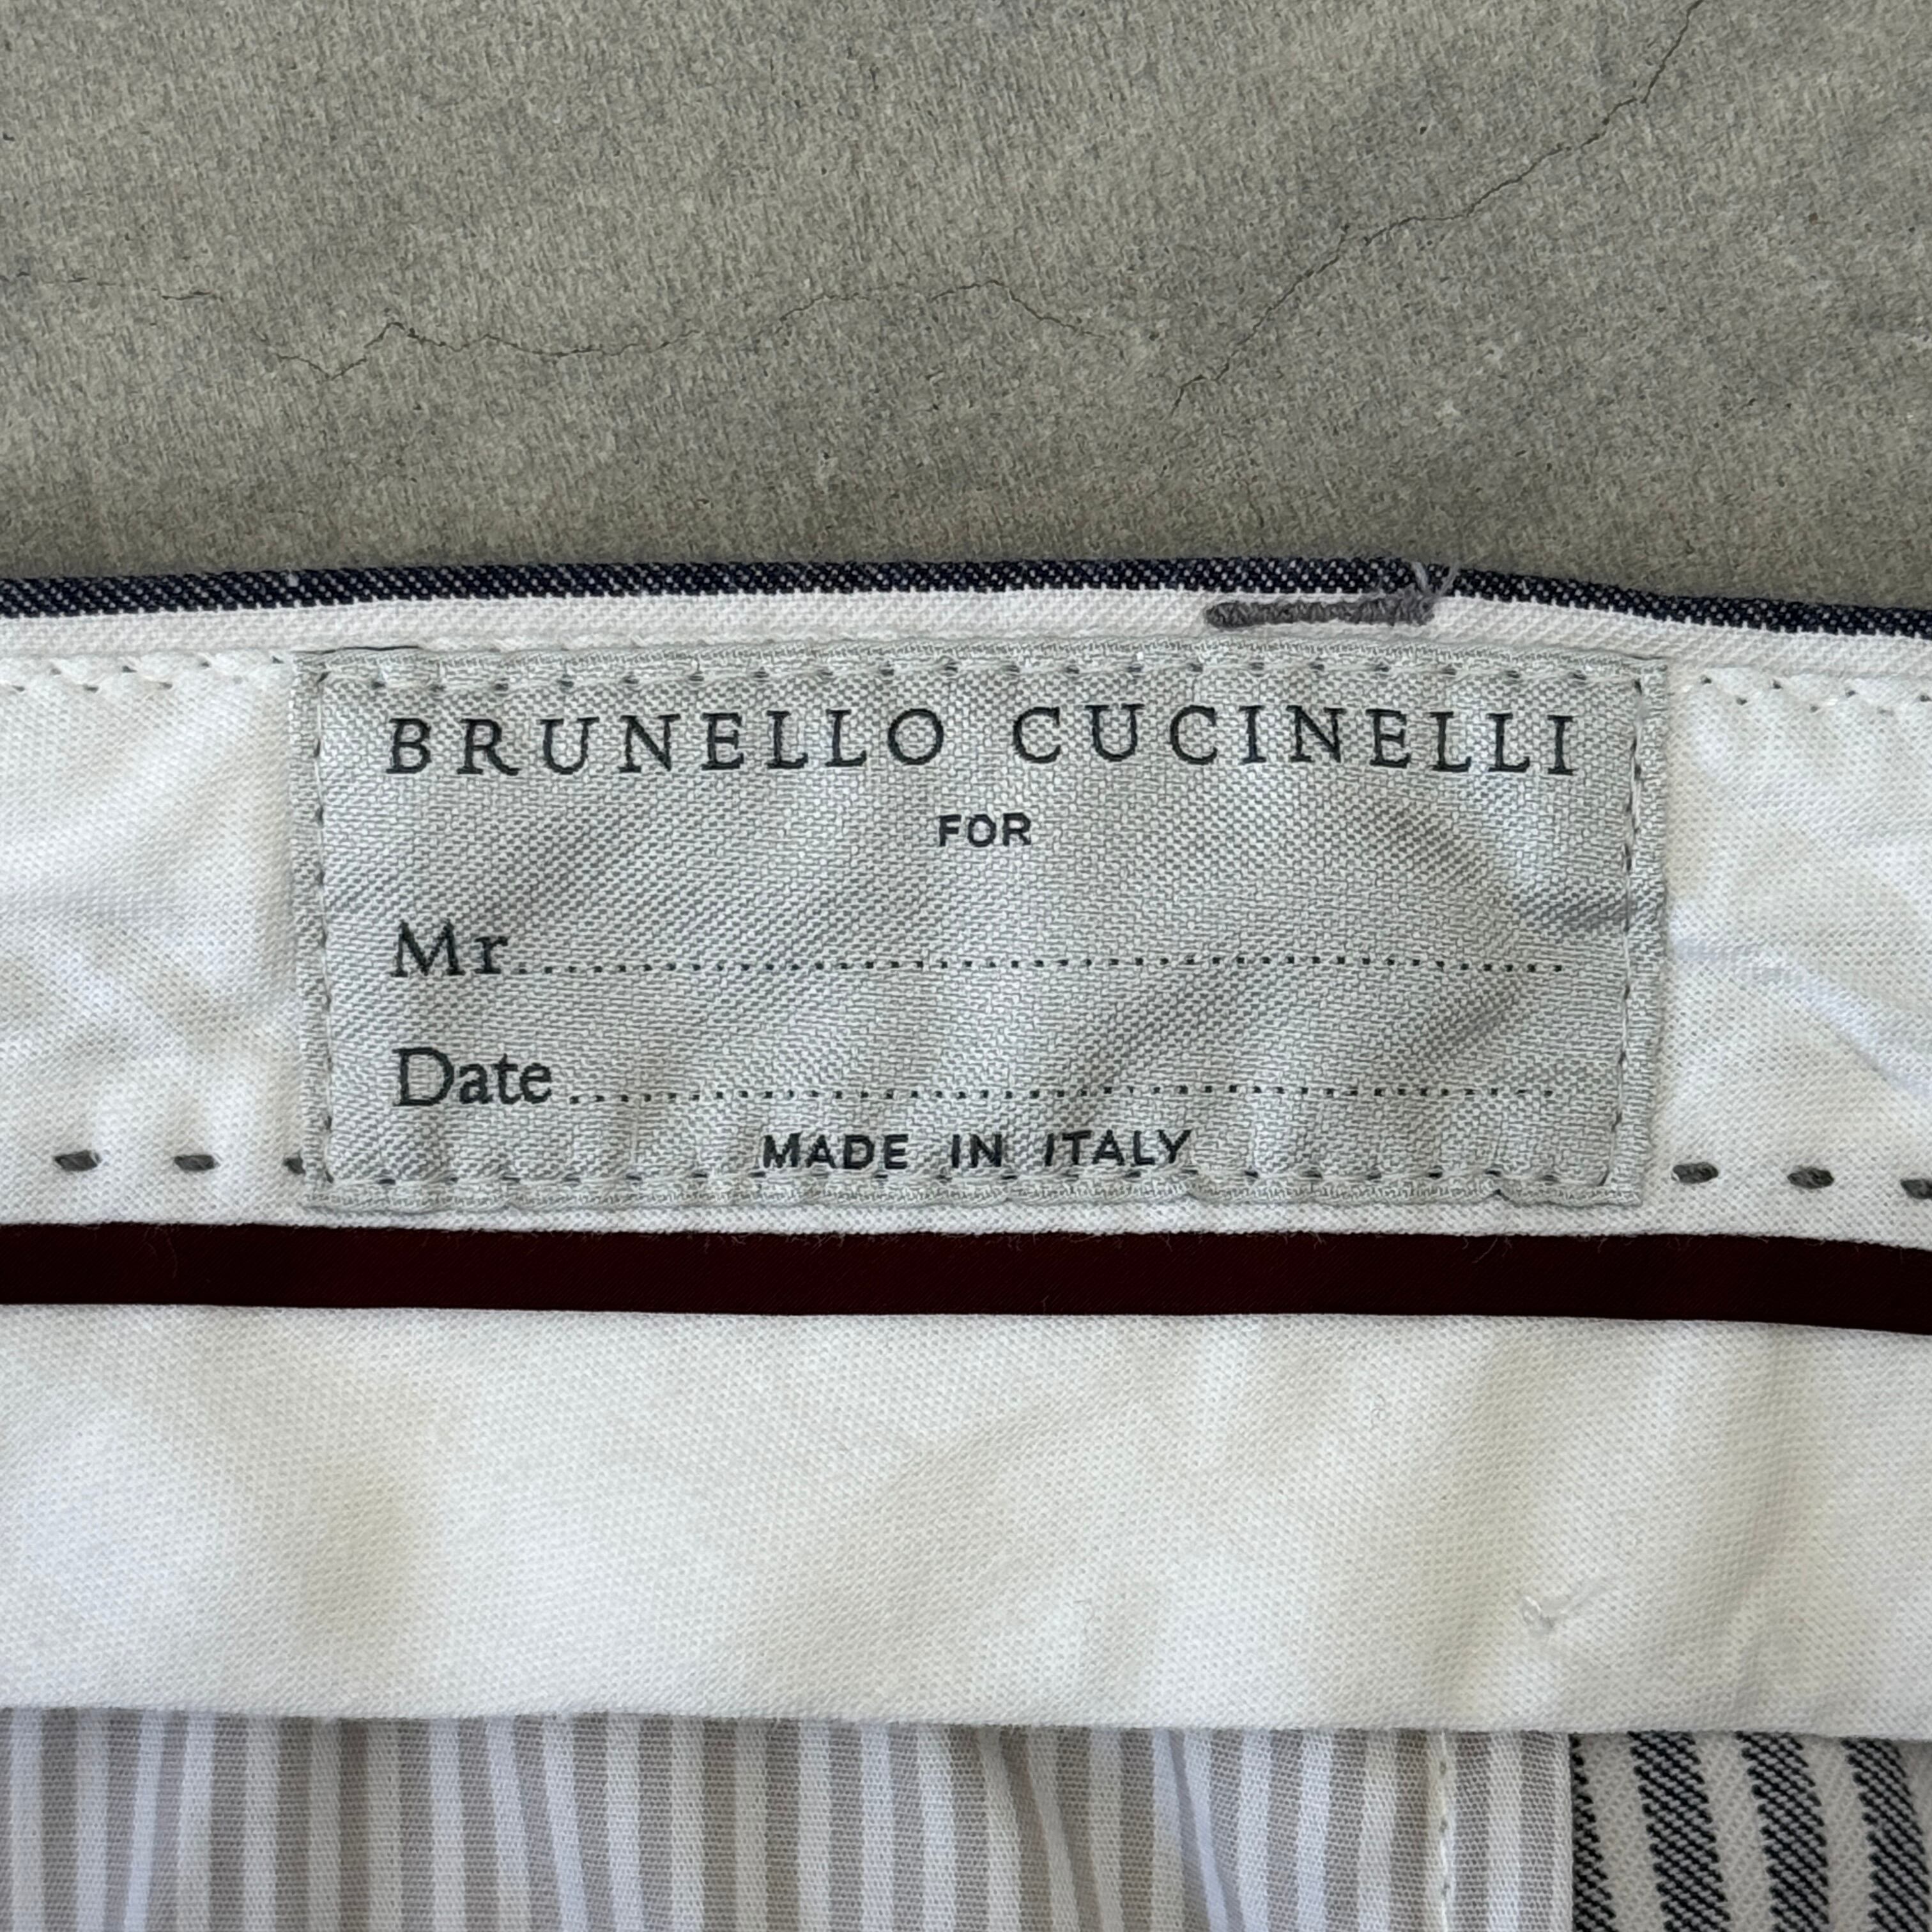 BRUNELLO CUCINELLI
FOR
Mr................................................................
Date.............................................................
MADE IN ITALY